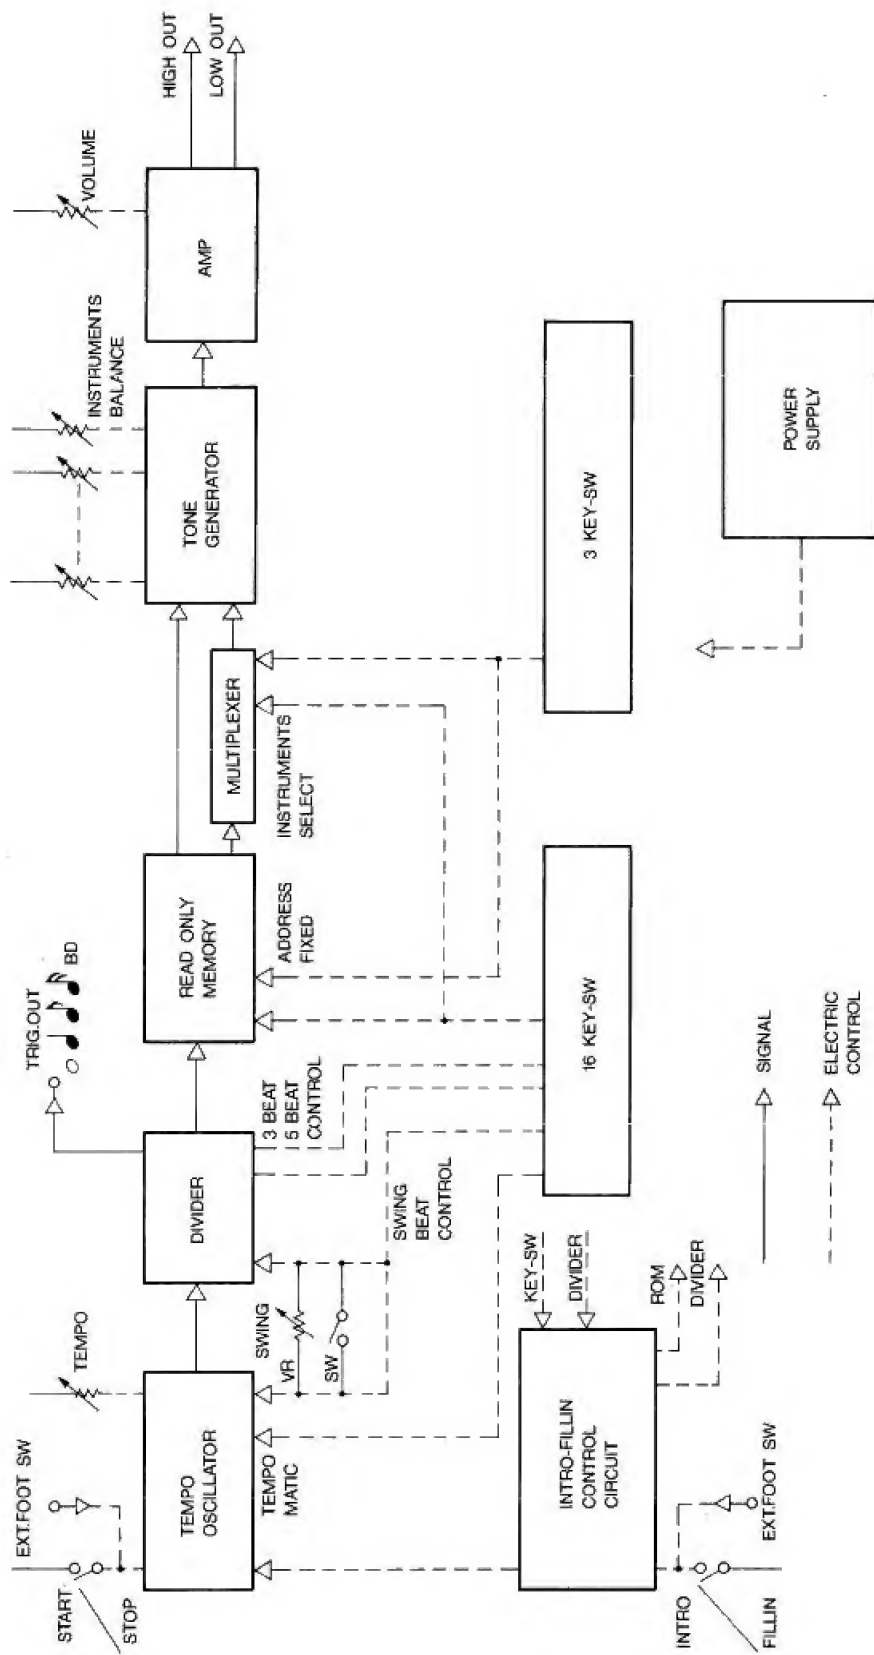 HIGH OUT
LOW OUT
VOLUME
AMP
INSTRUMENTS
BALANCE
TONE
GENERATOR
MULTIPLEXER
INSTRUMENTS
SELECT
READ ONLY
MEMORY
ADDRESS
FIXED
TRIG.OUT
BD
DIVIDER
3 BEAT
5 BEAT
CONTROL
SWING
BEAT
CONTROL
TEMPO
TEMPO
OSCILLATOR
TEMPO
MATIC
SWING
VR
SW
EXT.FOOT SW
START
STOP
3 KEY-SW
16 KEY-SW
POWER
SUPPLY
KEY-SW
DIVIDER
ROM
DIVIDER
INTRO-FILLIN
CONTROL
CIRCUIT
INTRO
FILLIN
EXT.FOOT SW
SIGNAL
ELECTRIC
CONTROL